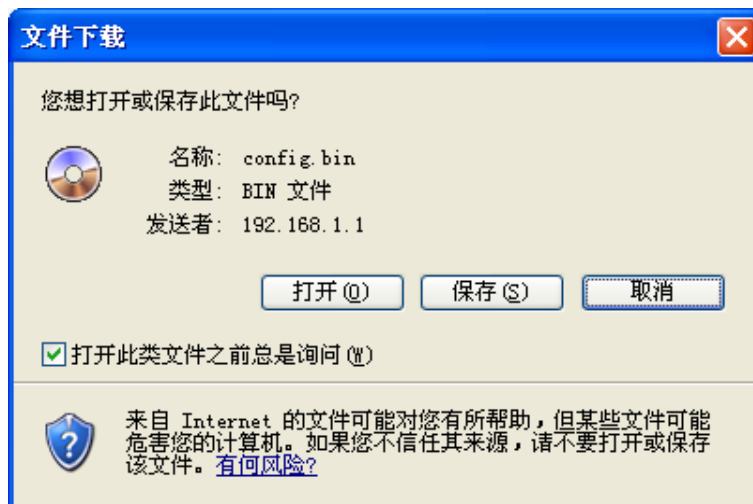 文件下载
您想打开或保存此文件吗?
名称: config.bin
类型: BIN 文件
发送者: 192.168.1.1
打开(O) 保存(S) 取消
打开此类文件之前总是询问(W)
来自 Internet 的文件可能对您有所帮助，但某些文件可能
危害您的计算机。如果您不信任其来源，请不要打开或保存
该文件。有何风险?